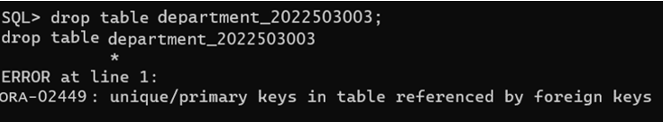 SQL> drop table department_2022503003;
drop table department_2022503003
*
ERROR at line 1:
ORA-02449: unique/primary keys in table referenced by foreign keys